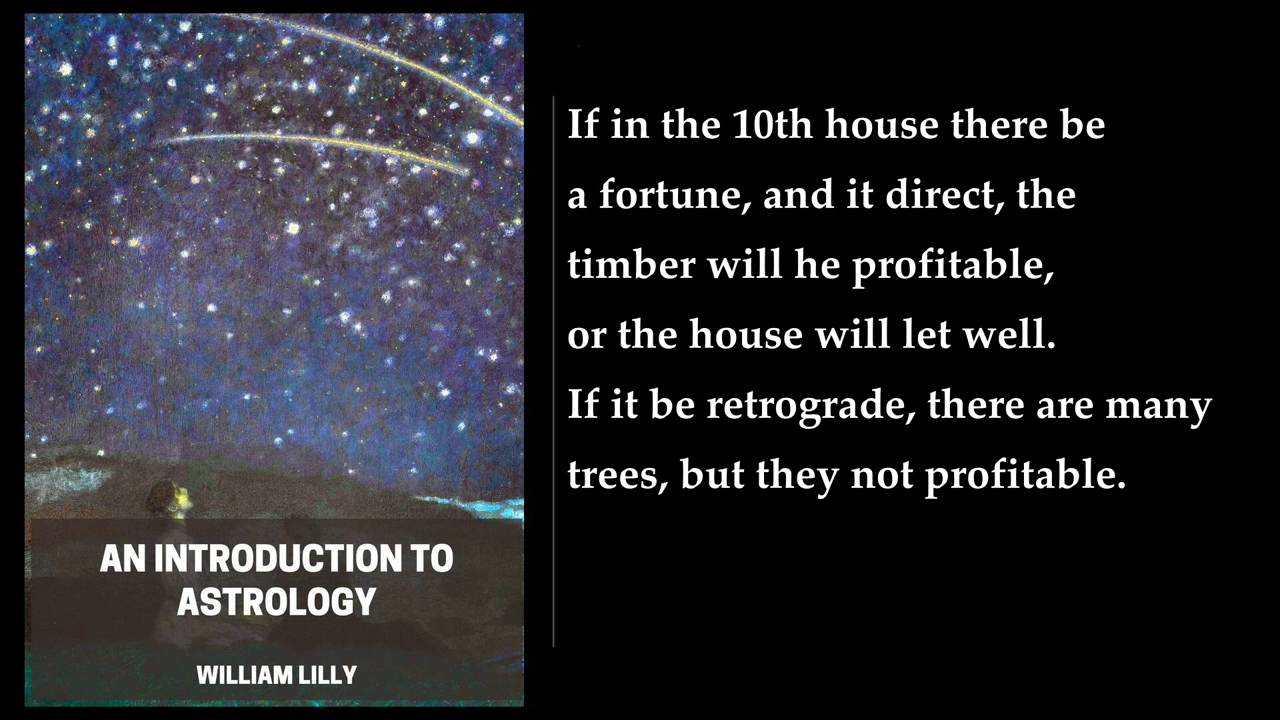 If in the 10th house there be
a fortune, and it direct, the
timber will he profitable,
or the house will let well.
If it be retrograde, there are many
trees, but they not profitable.
AN INTRODUCTION TO
ASTROLOGY
WILLIAM LILLY